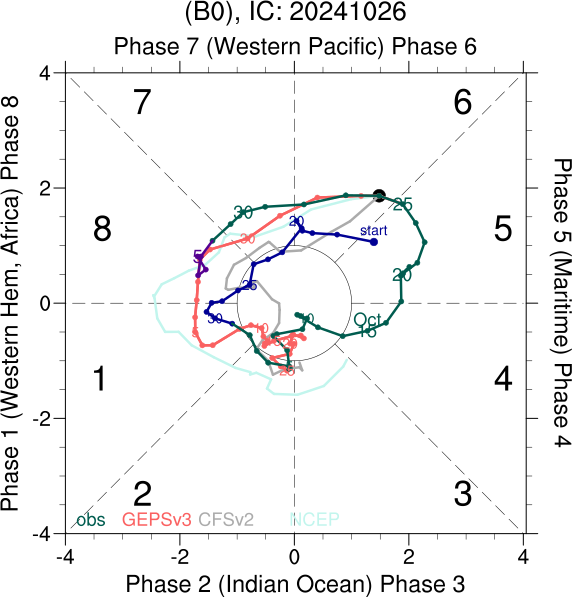 (B0), IC: 20241026
Phase 7 (Western Pacific) Phase 6
Phase 1 (Western Hem, Africa) Phase 8
Phase 5 (Maritime) Phase 4
4
2
0
-2
-4
7
6
8
5
1
4
2
3
30
25
20
start
30
5
25
20
30
Oct
15
10
obs GEPSv3 CFSv2 NCEP
-4 -2 0 2 4
Phase 2 (Indian Ocean) Phase 3